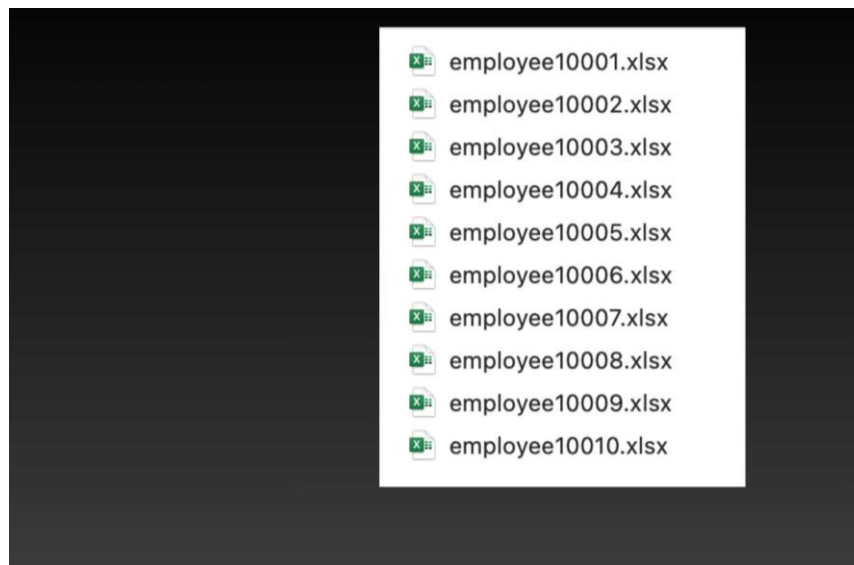 employee10001.xlsx
employee10002.xlsx
employee10003.xlsx
employee10004.xlsx
employee10005.xlsx
employee10006.xlsx
employee10007.xlsx
employee10008.xlsx
employee10009.xlsx
employee10010.xlsx